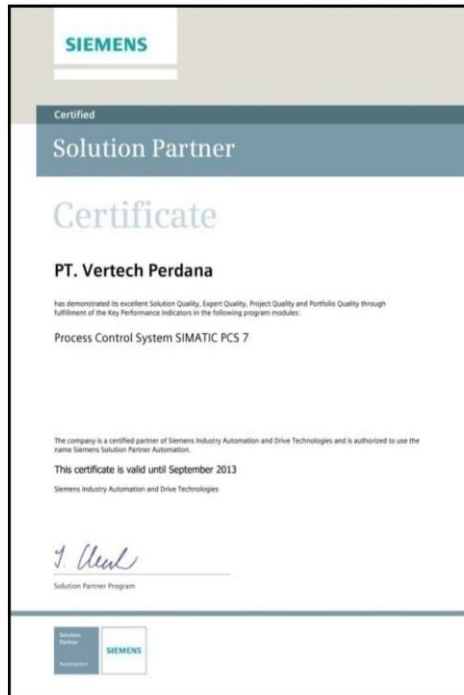 SIEMENS
Certified
Solution Partner
Certificate
PT. Vertech Perdana
has demonstrated its excellent Solution Quality, Expert Quality, Project Quality and Portfolio Quality through
fulfillment of the Key Performance Indicators in the following program modules:
Process Control System SIMATIC PCS 7
The company is a certified partner of Siemens Industry Automation and Drive Technologies and is authorized to use the
name Siemens Solution Partner Automation.
This certificate is valid until September 2013
Siemens Industry Automation and Drive Technologies
Solution Partner Program
Solution
Partner
SIEMENS
Automation